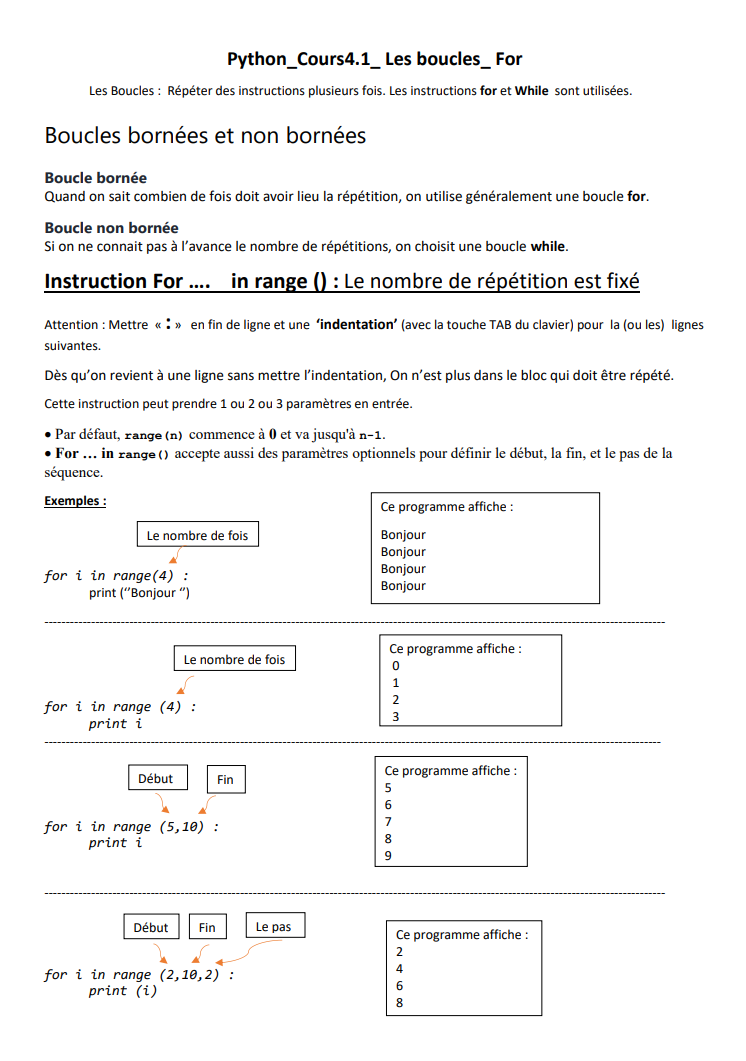 Python_Cours4.1_ Les boucles_ For
Les Boucles : Répéter des instructions plusieurs fois. Les instructions for et While sont utilisées.
Boucles bornées et non bornées
Boucle bornée
Quand on sait combien de fois doit avoir lieu la répétition, on utilise généralement une boucle for.
Boucle non bornée
Si on ne connait pas à l'avance le nombre de répétitions, on choisit une boucle while.
Instruction For …. in range () : Le nombre de répétition est fixé
Attention : Mettre « : » en fin de ligne et une 'indentation' (avec la touche TAB du clavier) pour la (ou les) lignes
suivantes.
Dès qu'on revient à une ligne sans mettre l'indentation, On n'est plus dans le bloc qui doit être répété.
Cette instruction peut prendre 1 ou 2 ou 3 paramètres en entrée.
• Par défaut, range(n) commence à 0 et va jusqu'à n-1.
• For … in range() accepte aussi des paramètres optionnels pour définir le début, la fin, et le pas de la
séquence.
Exemples :
Le nombre de fois
for i in range(4) :
print (''Bonjour '')
Ce programme affiche :
Bonjour
Bonjour
Bonjour
Bonjour
Le nombre de fois
for i in range (4) :
print i
Ce programme affiche :
0
1
2
3
Début Fin
for i in range (5,10) :
print i
Ce programme affiche :
5
6
7
8
9
Début Fin Le pas
for i in range (2,10,2) :
print (i)
Ce programme affiche :
2
4
6
8